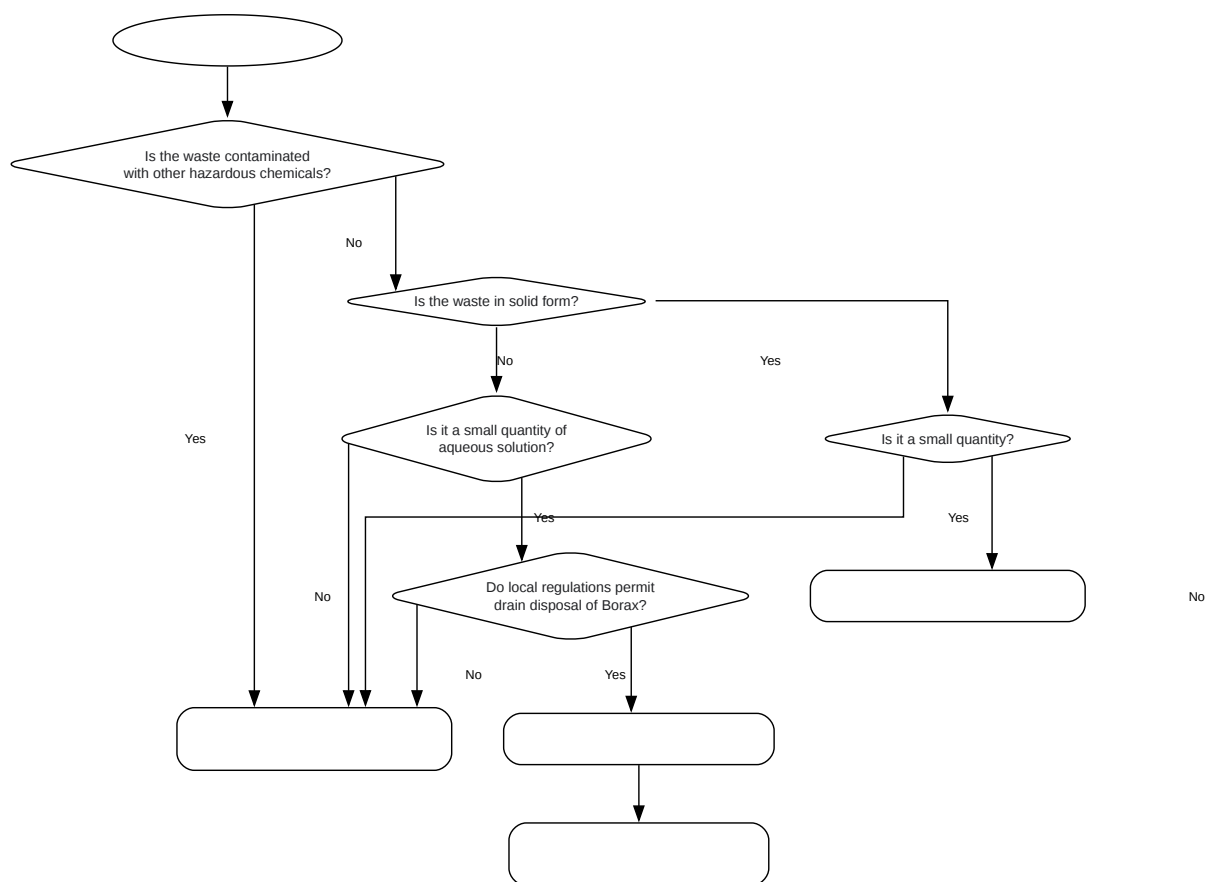 Is the waste contaminated
with other hazardous chemicals?
No
Is the waste in solid form?
No
Yes
Yes
Is it a small quantity of
aqueous solution?
Is it a small quantity?
Yes
Yes
Do local regulations permit
drain disposal of Borax?
No
No
No
Yes